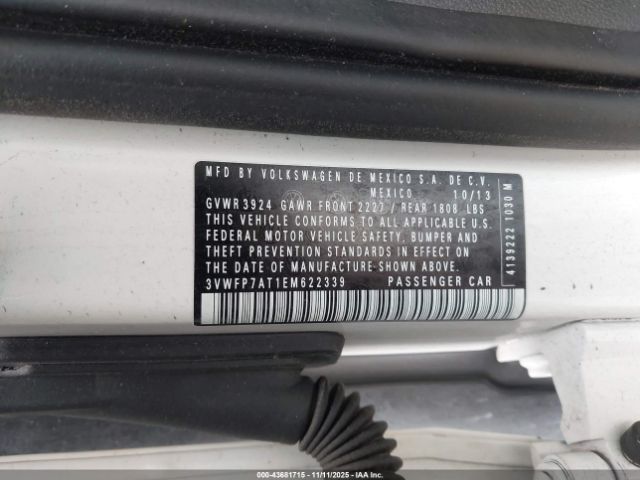 MFD BY VOLKSWAGEN DE MEXICO S.A. DE C.V.
MEXICO 10/13
GVWR 3924 GAWR FRONT 2227 / REAR 1808 LBS
THIS VEHICLE CONFORMS TO ALL APPLICABLE U.S.
FEDERAL MOTOR VEHICLE SAFETY, BUMPER AND
THEFT PREVENTION STANDARDS IN EFFECT ON THE
DATE OF MANUFACTURE SHOWN ABOVE.
3VWFP7AT1EM622339 PASSENGER CAR
4139222 1030 M
000-43681715 - 11/11/2025 - IAAI.COM